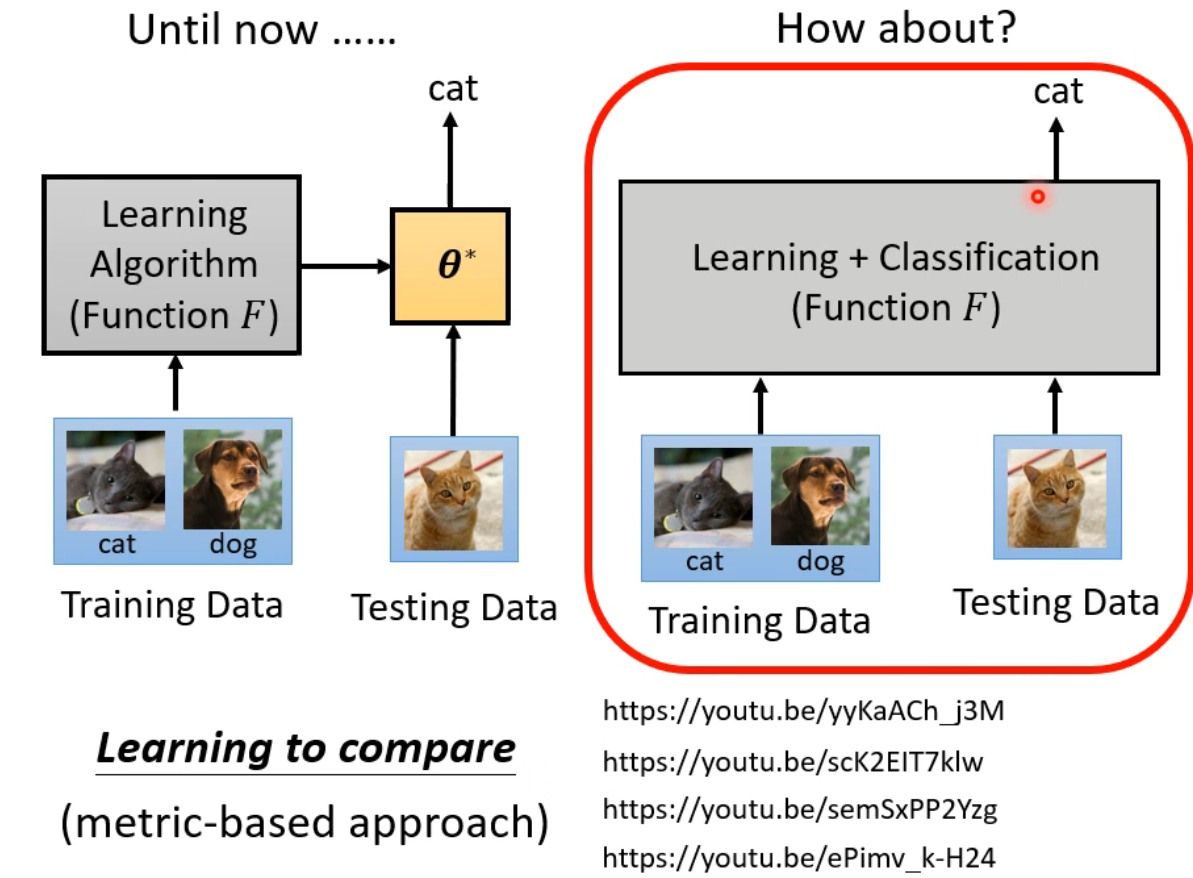 Until now ......
cat
Learning
Algorithm
(Function F)
θ*
cat
dog
Training Data
Testing Data
How about?
cat
Learning + Classification
(Function F)
cat
dog
Training Data
Testing Data
Learning to compare
(metric-based approach)
https://youtu.be/yyKaACh_j3M
https://youtu.be/scK2EIT7klw
https://youtu.be/semSxPP2Yzg
https://youtu.be/ePimv_k-H24